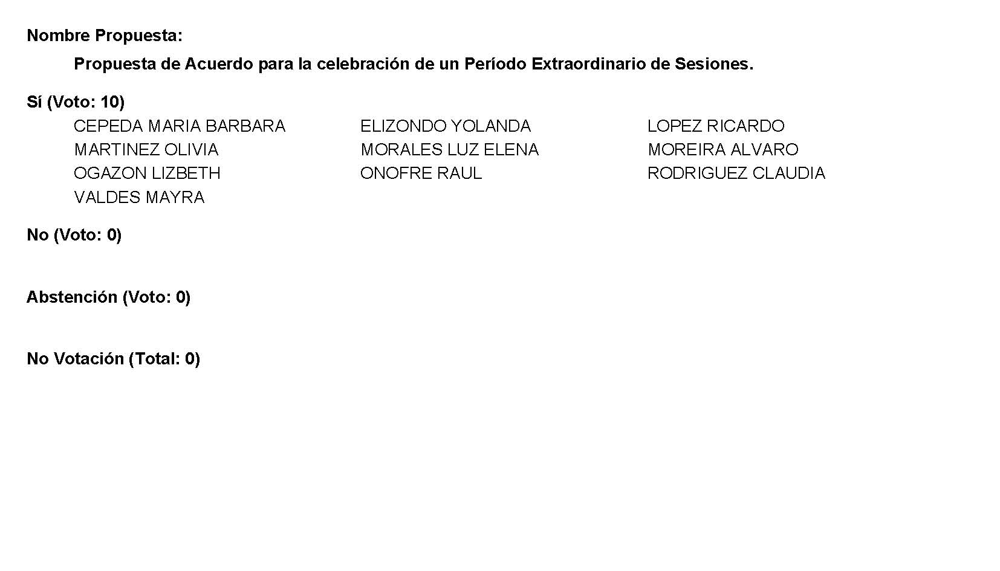 Nombre Propuesta:
Propuesta de Acuerdo para la celebración de un Período Extraordinario de Sesiones.
Sí (Voto: 10)
CEPEDA MARIA BARBARA ELIZONDO YOLANDA LOPEZ RICARDO
MARTINEZ OLIVIA MORALES LUZ ELENA MOREIRA ALVARO
OGAZON LIZBETH ONOFRE RAUL RODRIGUEZ CLAUDIA
VALDES MAYRA
No (Voto: 0)
Abstención (Voto: 0)
No Votación (Total: 0)